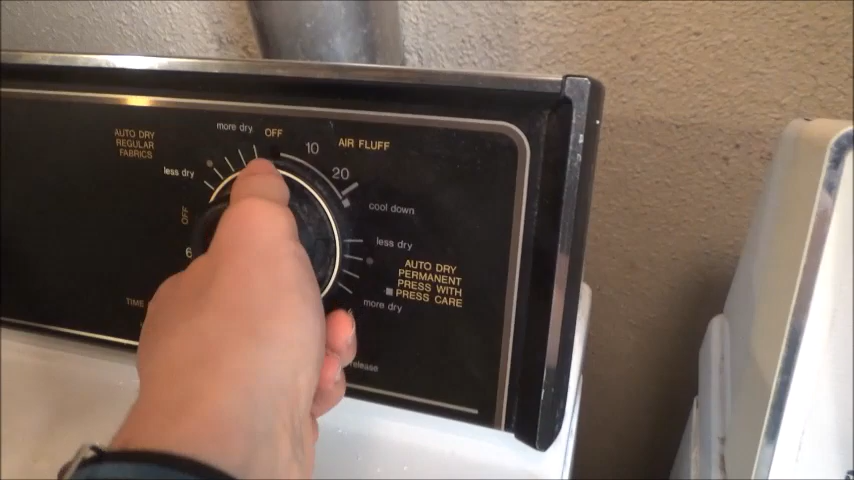 AUTO DRY
REGULAR
FABRICS
more dry
OFF
10
AIR FLUFF
less dry
20
cool down
OFF
less dry
6
AUTO DRY
PERMANENT
PRESS WITH
PRESS CARE
more dry
TIME
release